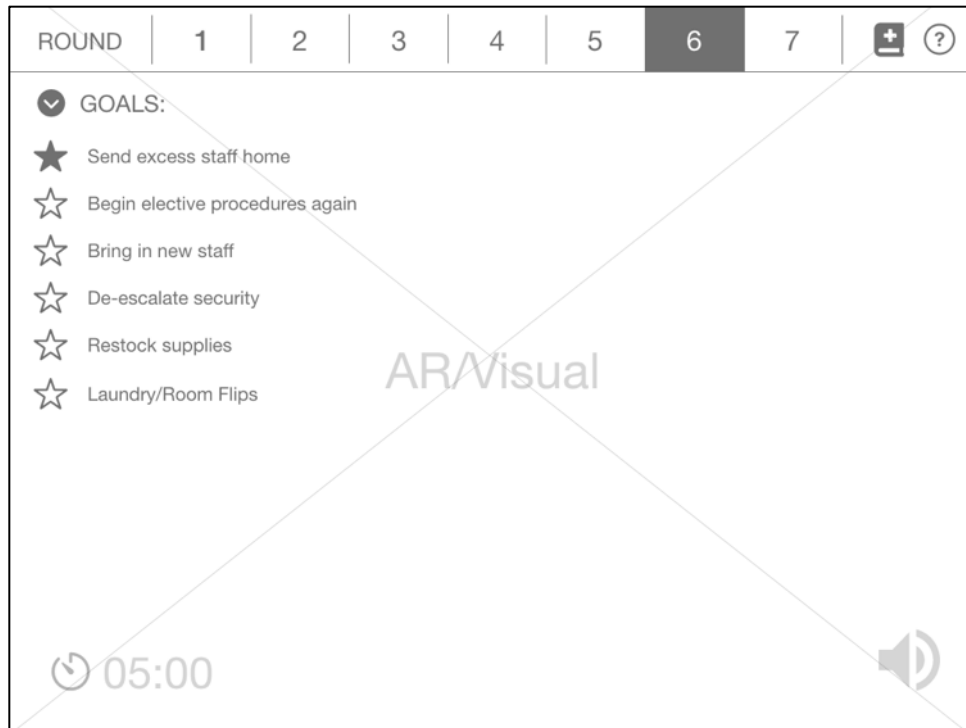 ROUND 1 2 3 4 5 6 7 ?
GOALS:
Send excess staff home
Begin elective procedures again
Bring in new staff
De-escalate security
Restock supplies
Laundry/Room Flips
AR/Visual
05:00